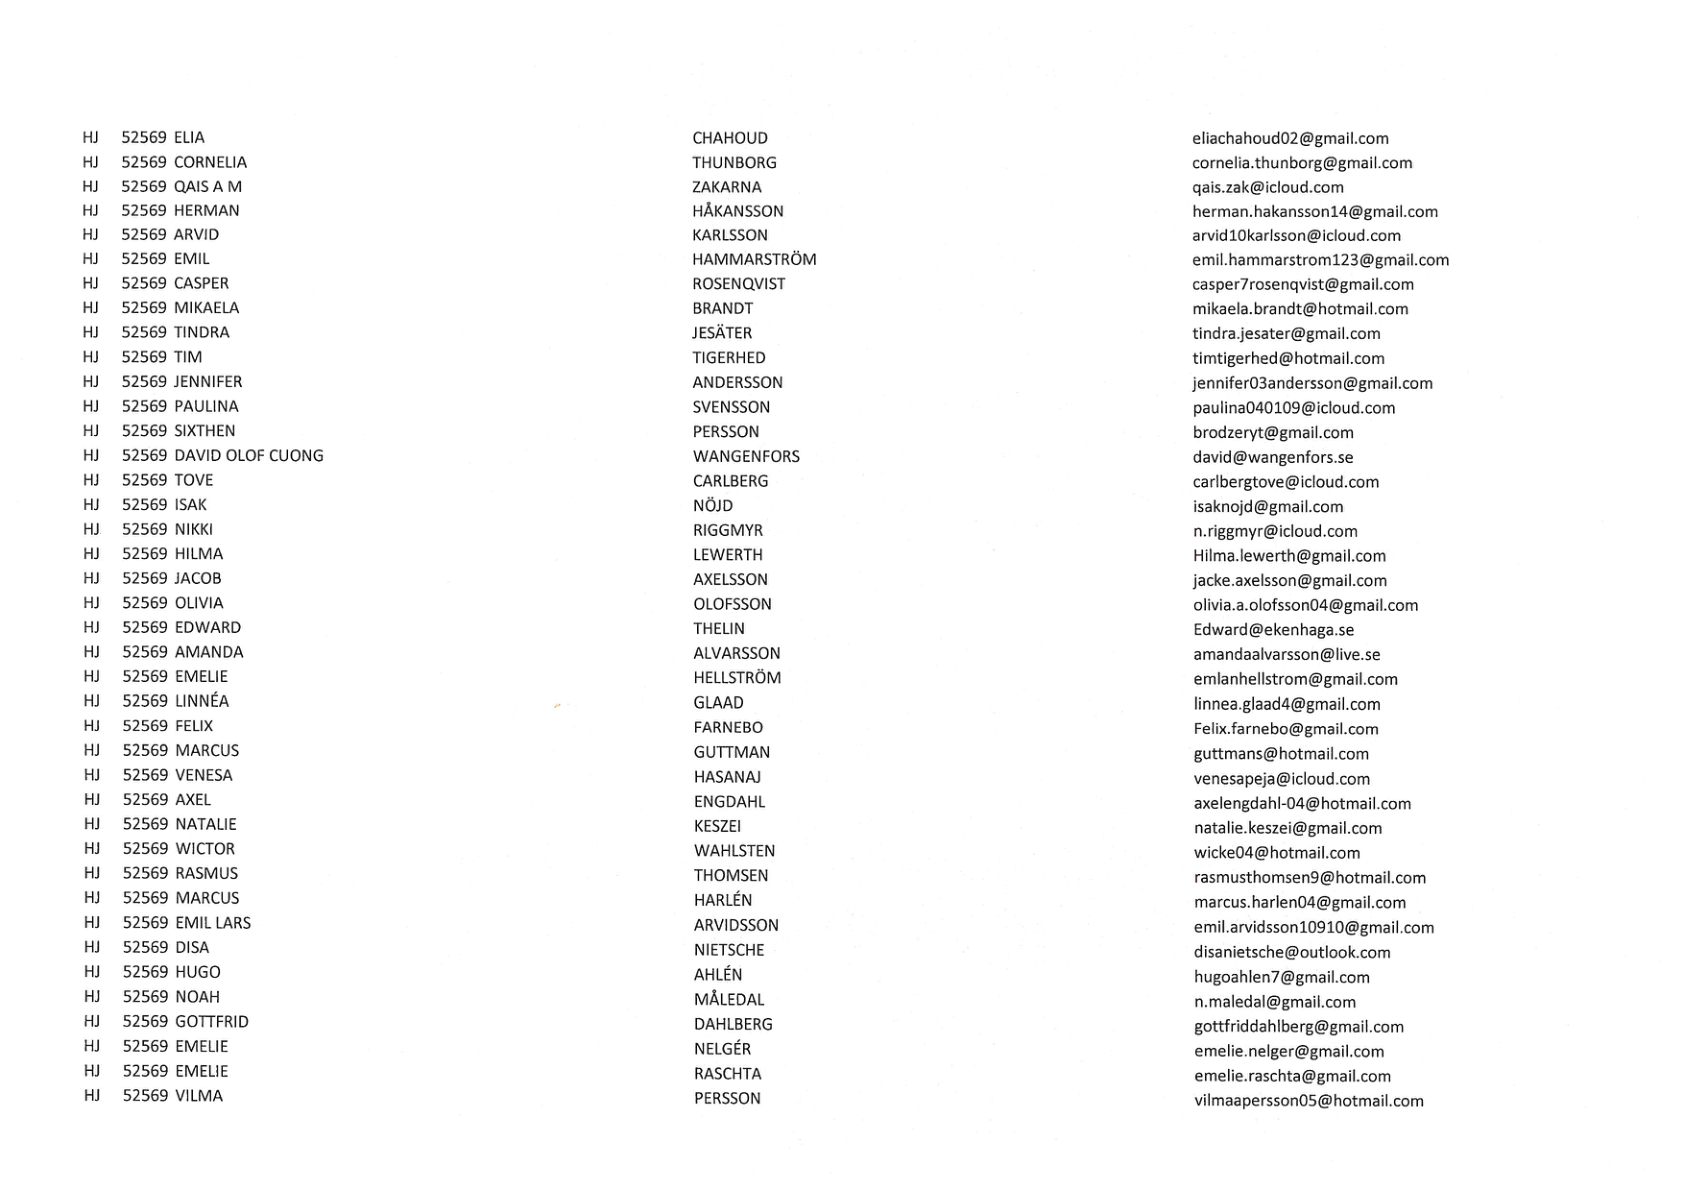 HJ 52569 ELIA CHAHOUD eliachahoud02@gmail.com
HJ 52569 CORNELIA THUNBORG cornelia.thunborg@gmail.com
HJ 52569 QAIS A M ZAKARNA qais.zak@icloud.com
HJ 52569 HERMAN HÅKANSSON herman.hakansson14@gmail.com
HJ 52569 ARVID KARLSSON arvid10karlsson@icloud.com
HJ 52569 EMIL HAMMARSTRÖM emil.hammarstrom123@gmail.com
HJ 52569 CASPER ROSENQVIST casper7rosenqvist@gmail.com
HJ 52569 MIKAELA BRANDT mikaela.brandt@hotmail.com
HJ 52569 TINDRA JESÄTER tindra.jesater@gmail.com
HJ 52569 TIM TIGERHED timtigerhed@hotmail.com
HJ 52569 JENNIFER ANDERSSON jennifer03andersson@gmail.com
HJ 52569 PAULINA SVENSSON paulina040109@icloud.com
HJ 52569 SIXTHEN PERSSON brodzeryt@gmail.com
HJ 52569 DAVID OLOF CUONG WANGENFORS david@wangenfors.se
HJ 52569 TOVE CARLBERG carlbergtove@icloud.com
HJ 52569 ISAK NÖJD isaknojd@gmail.com
HJ 52569 NIKKI RIGGMYR n.riggmyr@icloud.com
HJ 52569 HILMA LEWERTH Hilma.lewerth@gmail.com
HJ 52569 JACOB AXELSSON jacke.axelsson@gmail.com
HJ 52569 OLIVIA OLOFSSON olivia.a.olofsson04@gmail.com
HJ 52569 EDWARD THELIN Edward@ekenhaga.se
HJ 52569 AMANDA ALVARSSON amandaalvarsson@live.se
HJ 52569 EMELIE HELLSTRÖM emlanhellstrom@gmail.com
HJ 52569 LINNÉA GLAAD linnea.glaad4@gmail.com
HJ 52569 FELIX FARNEBO Felix.farnebo@gmail.com
HJ 52569 MARCUS GUTTMAN guttmans@hotmail.com
HJ 52569 VENESA HASANAJ venesapeja@icloud.com
HJ 52569 AXEL ENGDAHL axelengdahl-04@hotmail.com
HJ 52569 NATALIE KESZEI natalie.keszei@gmail.com
HJ 52569 WICTOR WAHLSTEN wicke04@hotmail.com
HJ 52569 RASMUS THOMSEN rasmusthomsen9@hotmail.com
HJ 52569 MARCUS HARLÉN marcus.harlen04@gmail.com
HJ 52569 EMIL LARS ARVIDSSON emil.arvidsson10910@gmail.com
HJ 52569 DISA NIETSCHE disanietsche@outlook.com
HJ 52569 HUGO AHLÉN hugoahlen7@gmail.com
HJ 52569 NOAH MÅLEDAL n.maledal@gmail.com
HJ 52569 GOTTFRID DAHLBERG gottfriddahlberg@gmail.com
HJ 52569 EMELIE NELGÉR emelie.nelger@gmail.com
HJ 52569 EMELIE RASCHTA emelie.raschta@gmail.com
HJ 52569 VILMA PERSSON vilmaapersson05@hotmail.com